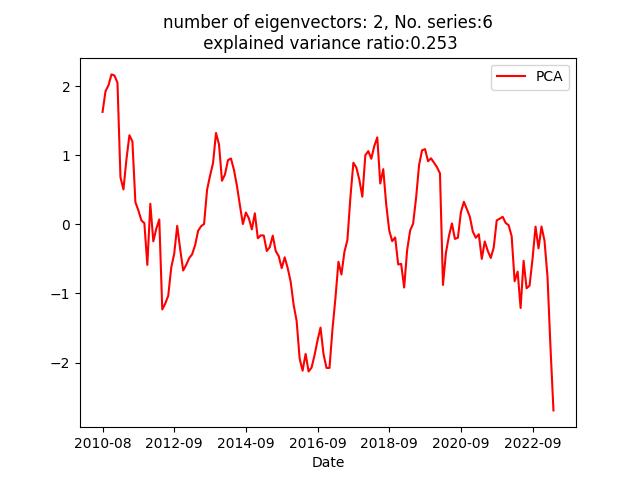 number of eigenvectors: 2, No. series:6
explained variance ratio:0.253
PCA
2
1
0
−1
−2
2010-08 2012-09 2014-09 2016-09 2018-09 2020-09 2022-09
Date